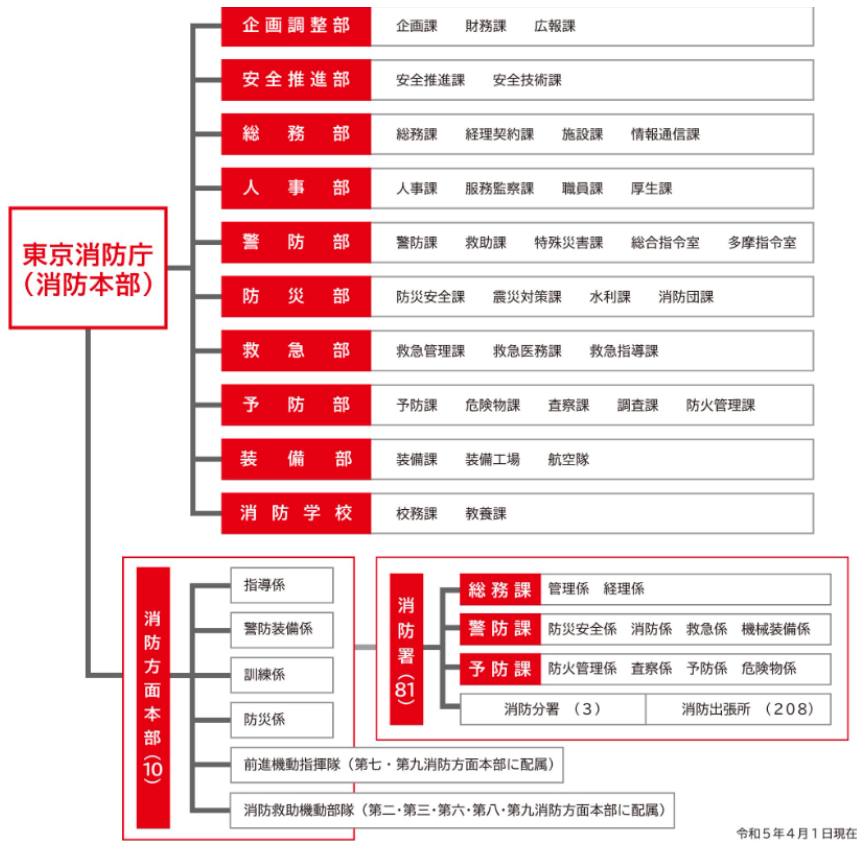 企画調整部 企画課 財務課 広報課
安全推進部 安全推進課 安全技術課
総務部 総務課 経理契約課 施設課 情報通信課
人事部 人事課 服務監察課 職員課 厚生課
東京消防庁
(消防本部)
警防部 警防課 救助課 特殊災害課 総合指令室 多摩指令室
防災部 防災安全課 震災対策課 水利課 消防団課
救急部 救急管理課 救急医務課 救急指導課
予防部 予防課 危険物課 査察課 調査課 防火管理課
装備部 装備課 装備工場 航空隊
消防学校 校務課 教養課
消防方面本部(10)
指導係
警防装備係
訓練係
防災係
前進機動指揮隊(第七・第九消防方面本部に配属)
消防救助機動部隊(第二・第三・第六・第八・第九消防方面本部に配属)
消防署(81)
総務課 管理係 経理係
警防課 防災安全係 消防係 救急係 機械装備係
予防課 防火管理係 査察係 予防係 危険物係
消防分署 (3) 消防出張所 (208)
令和5年4月1日現在